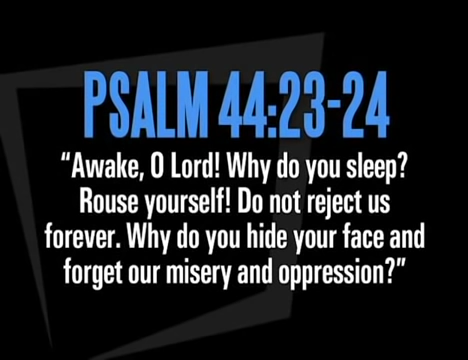 PSALM 44:23-24
“Awake, O Lord! Why do you sleep?
Rouse yourself! Do not reject us
forever. Why do you hide your face and
forget our misery and oppression?”